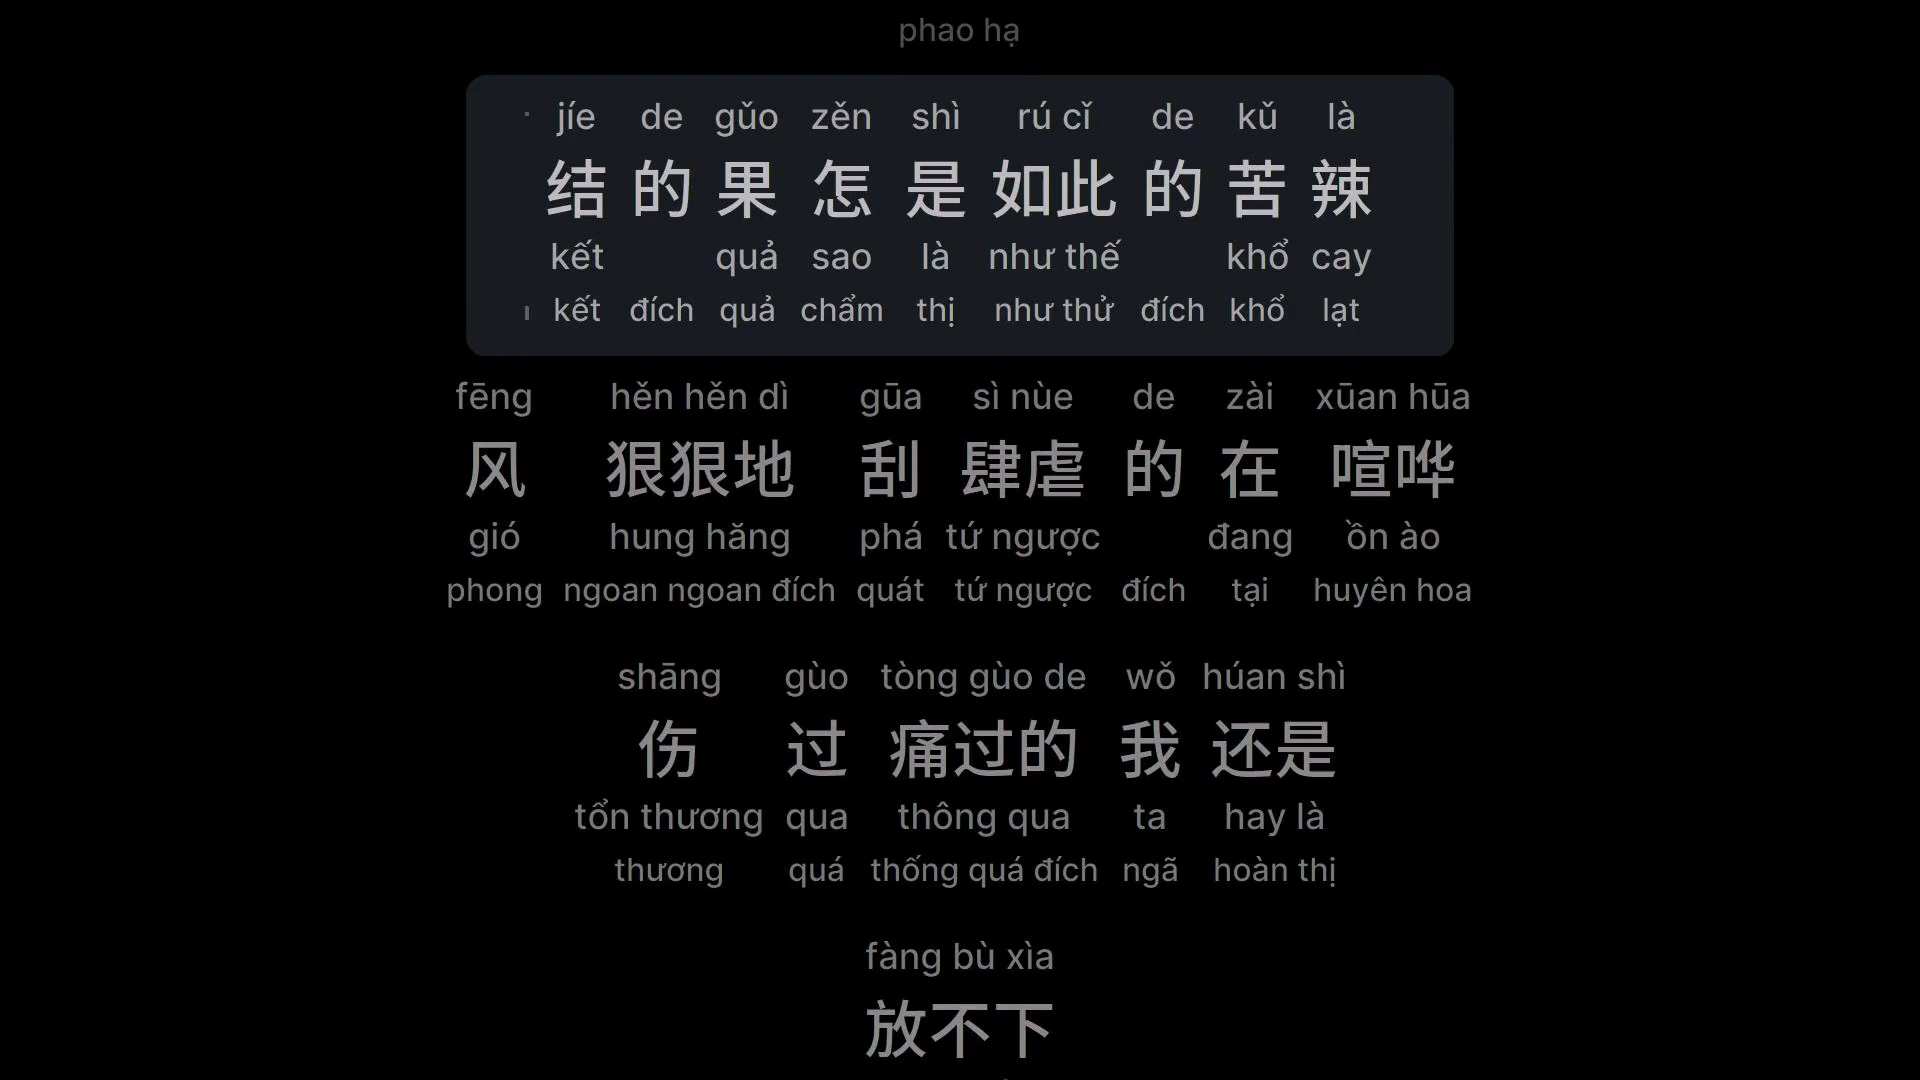 phao hạ
jíe de gǔo zěn shì rú cǐ de kǔ là
结 的 果 怎 是 如此 的 苦 辣
kết quả sao là như thế khổ cay
kết đích quả chẩm thị như thử đích khổ lạt
fēng hěn hěn dì gūa sì nùe de zài xūan hūa
风 狠狠地 刮 肆虐 的 在 喧哗
gió hung hăng phá tứ ngược đang ồn ào
phong ngoan ngoan đích quát tứ ngược đích tại huyên hoa
shāng gùo tòng gùo de wǒ húan shì
伤 过 痛过的 我 还是
tổn thương qua thông qua ta hay là
thương quá thống quá đích ngã hoàn thị
fàng bù xìa
放不下